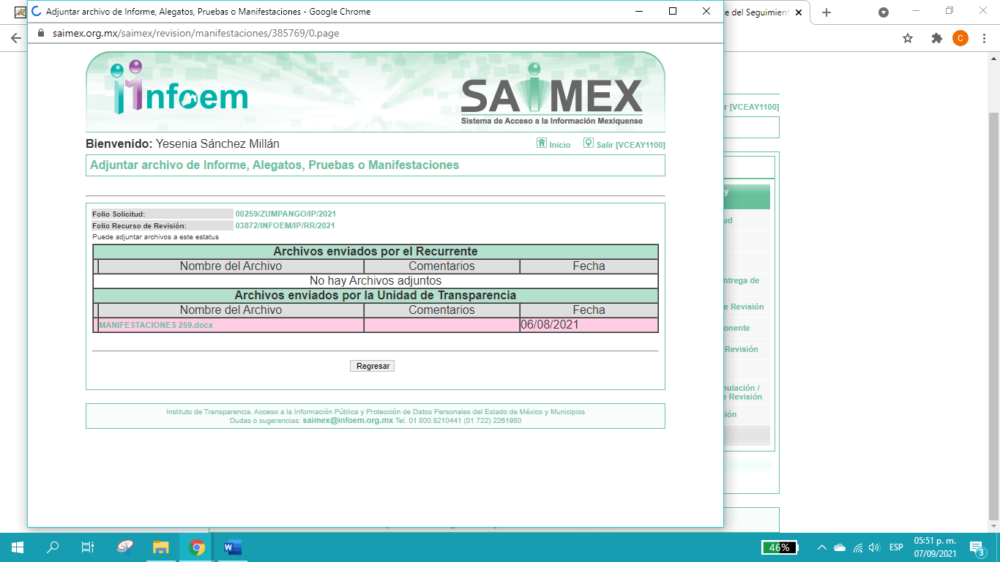 Adjuntar archivo de Informe, Alegatos, Pruebas o Manifestaciones - Google Chrome
e del Seguimient
saimex.org.mx/saimex/revision/manifestaciones/385769/0.page
C
infoem
SAIMEX
Sistema de Acceso a la Información Mexiquense
r [VCEAY1100]
Bienvenido: Yesenia Sánchez Millán
Inicio
Salir [VCEAY1100]
Adjuntar archivo de Informe, Alegatos, Pruebas o Manifestaciones
y
Folio Solicitud: 00259/ZUMPANGO/IP/2021
ud
Folio Recurso de Revisión: 03872/INFOEM/IP/RR/2021
Puede adjuntar archivos a este estatus
Archivos enviados por el Recurrente
Nombre del Archivo Comentarios Fecha
No hay Archivos adjuntos
ntrega de
Archivos enviados por la Unidad de Transparencia
Nombre del Archivo Comentarios Fecha
e Revisión
MANIFESTACIONES 259.docx 06/08/2021
onente
Revisión
Regresar
mulación /
e Revisión
ión
Instituto de Transparencia, Acceso a la Información Pública y Protección de Datos Personales del Estado de México y Municipios
Dudas o sugerencias: saimex@infoem.org.mx Tel. 01 800 8210441 (01 722) 2261980
46%
ESP
05:51 p. m.
07/09/2021
3